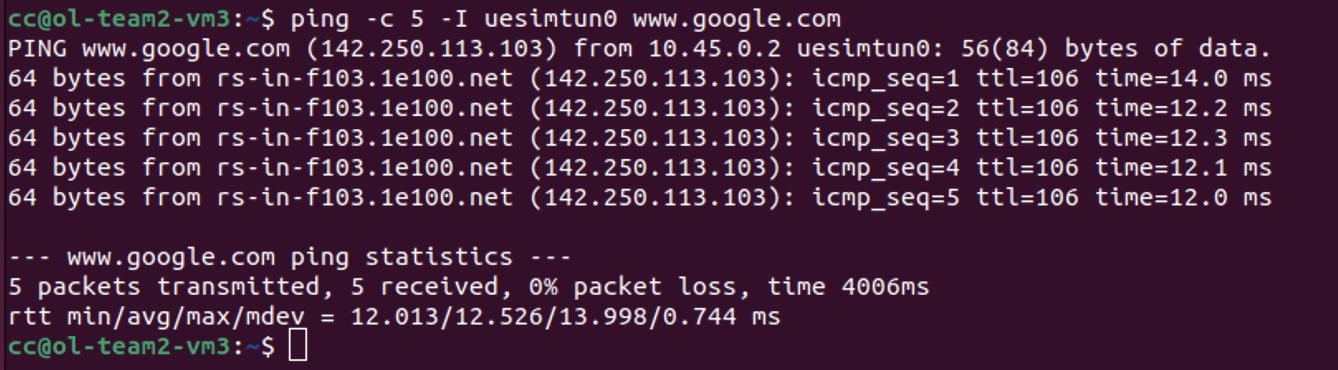 cc@ol-team2-vm3:~$ ping -c 5 -I uesimtun0 www.google.com
PING www.google.com (142.250.113.103) from 10.45.0.2 uesimtun0: 56(84) bytes of data.
64 bytes from rs-in-f103.1e100.net (142.250.113.103): icmp_seq=1 ttl=106 time=14.0 ms
64 bytes from rs-in-f103.1e100.net (142.250.113.103): icmp_seq=2 ttl=106 time=12.2 ms
64 bytes from rs-in-f103.1e100.net (142.250.113.103): icmp_seq=3 ttl=106 time=12.3 ms
64 bytes from rs-in-f103.1e100.net (142.250.113.103): icmp_seq=4 ttl=106 time=12.1 ms
64 bytes from rs-in-f103.1e100.net (142.250.113.103): icmp_seq=5 ttl=106 time=12.0 ms

--- www.google.com ping statistics ---
5 packets transmitted, 5 received, 0% packet loss, time 4006ms
rtt min/avg/max/mdev = 12.013/12.526/13.998/0.744 ms
cc@ol-team2-vm3:~$